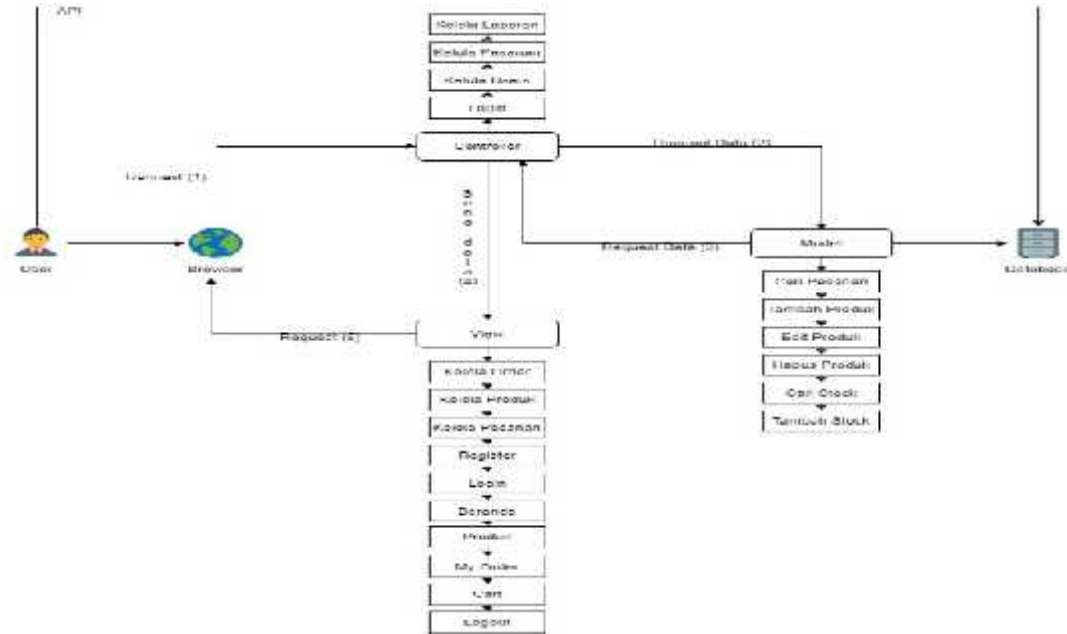 API
Kelola Laporan
Kelola Pesanan
Kelola Users
Login
Controller
Request Data (2)
Request (1)
Request Data (3)
Model
User
Browser
Database
Cari Pesanan
Tambah Produk
Edit Produk
Hapus Produk
Cari Stock
Tambah Stock
View
Request (5)
Kelola Order
Kelola Produk
Kelola Pesanan
Register
Login
Beranda
Produk
My Order
Cart
Logout